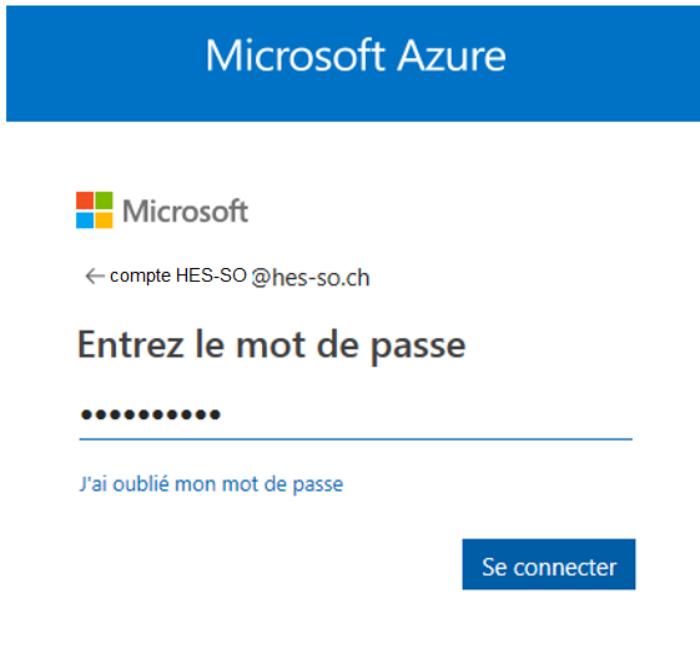 Microsoft Azure
Microsoft
← compte HES-SO @hes-so.ch
Entrez le mot de passe
••••••••••
J'ai oublié mon mot de passe
Se connecter